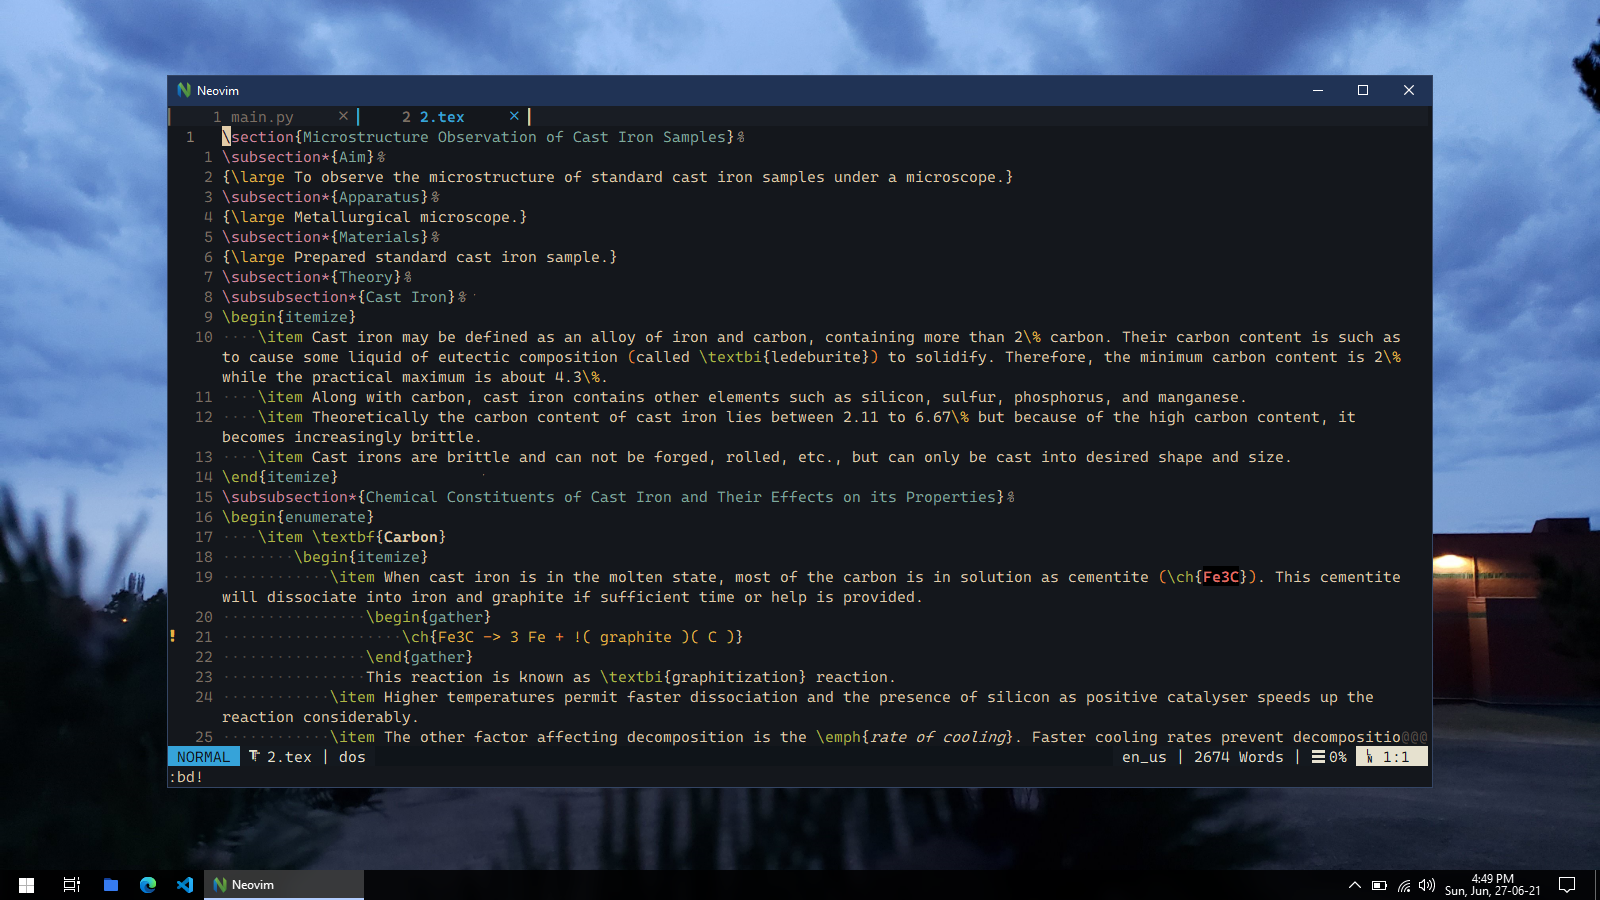 Neovim
1 main.py × 2 2.tex ×
1 \section{Microstructure Observation of Cast Iron Samples}%
1 \subsection*{Aim}%
2 {\large To observe the microstructure of standard cast iron samples under a microscope.}
3 \subsection*{Apparatus}%
4 {\large Metallurgical microscope.}
5 \subsection*{Materials}%
6 {\large Prepared standard cast iron sample.}
7 \subsection*{Theory}%
8 \subsubsection*{Cast Iron}%
9 \begin{itemize}
10 ····\item Cast iron may be defined as an alloy of iron and carbon, containing more than 2\% carbon. Their carbon content is such as
to cause some liquid of eutectic composition (called \textbi{ledeburite}) to solidify. Therefore, the minimum carbon content is 2\%
while the practical maximum is about 4.3\%.
11 ····\item Along with carbon, cast iron contains other elements such as silicon, sulfur, phosphorus, and manganese.
12 ····\item Theoretically the carbon content of cast iron lies between 2.11 to 6.67\% but because of the high carbon content, it
becomes increasingly brittle.
13 ····\item Cast irons are brittle and can not be forged, rolled, etc., but can only be cast into desired shape and size.
14 \end{itemize}
15 \subsubsection*{Chemical Constituents of Cast Iron and Their Effects on its Properties}%
16 \begin{enumerate}
17 ····\item \textbf{Carbon}
18 ········\begin{itemize}
19 ············\item When cast iron is in the molten state, most of the carbon is in solution as cementite (\ch{Fe3C}). This cementite
will dissociate into iron and graphite if sufficient time or help is provided.
20 ················\begin{gather}
! 21 ····················\ch{Fe3C -> 3 Fe + !( graphite )( C )}
22 ················\end{gather}
23 ················This reaction is known as \textbi{graphitization} reaction.
24 ············\item Higher temperatures permit faster dissociation and the presence of silicon as positive catalyser speeds up the
reaction considerably.
25 ············\item The other factor affecting decomposition is the \emph{rate of cooling}. Faster cooling rates prevent decompositio@@@
NORMAL 2.tex | dos en_us | 2674 Words | ☰ 0% LN 1:1
:bd!
Neovim
4:49 PM
Sun, Jun, 27-06-21